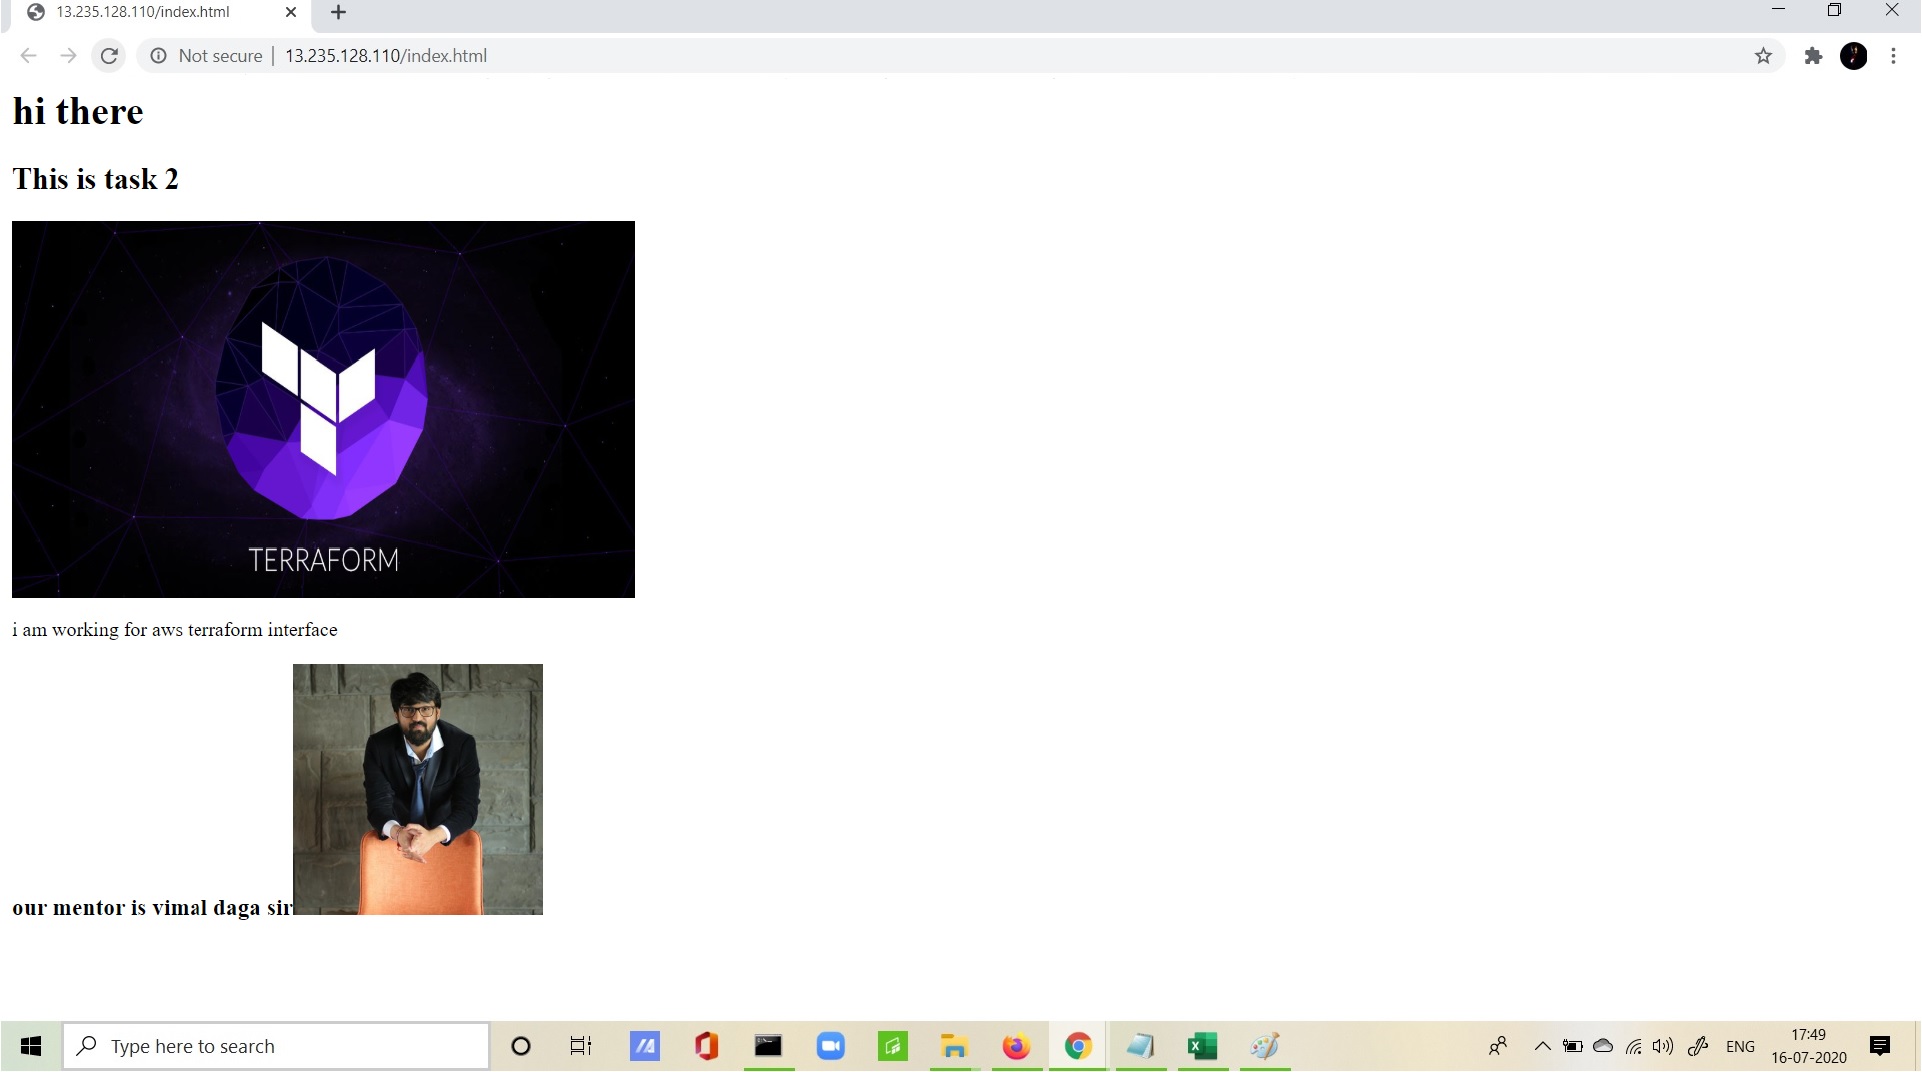 13.235.128.110/index.html
Not secure | 13.235.128.110/index.html
hi there
This is task 2
TERRAFORM
i am working for aws terraform interface
our mentor is vimal daga sir
Type here to search
ENG
17:49
16-07-2020